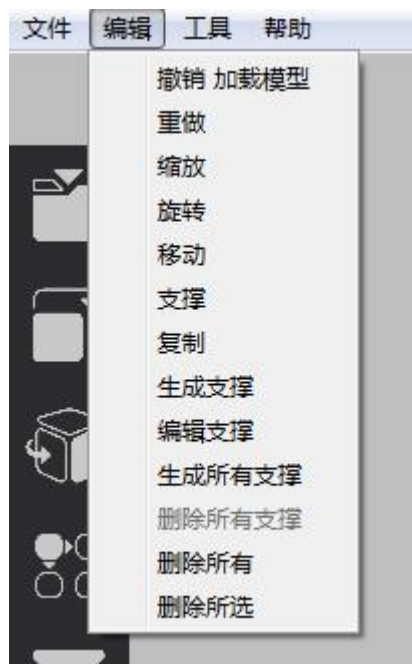 文件 编辑 工具 帮助
撤销 加载模型
重做
缩放
旋转
移动
支撑
复制
生成支撑
编辑支撑
生成所有支撑
删除所有支撑
删除所有
删除所选